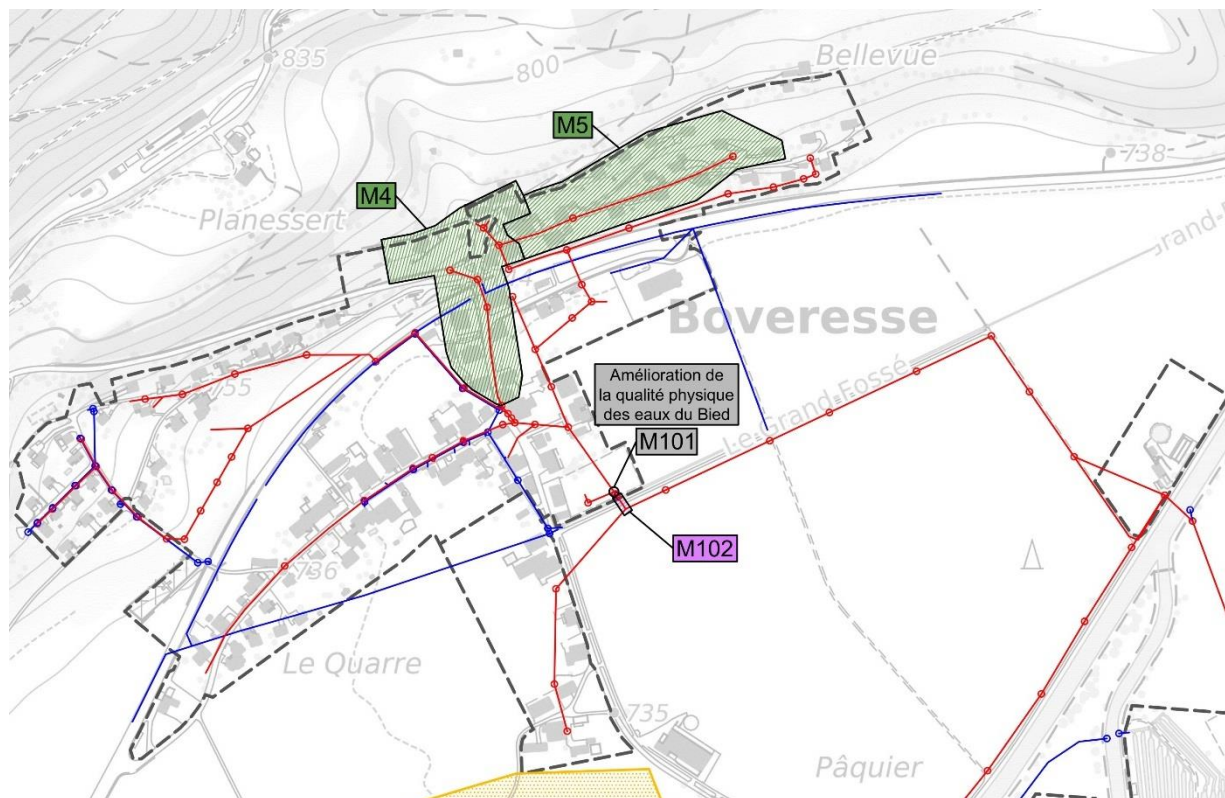 Bellevue
835
800
M5
738
M4
Planessert
Grand-
Boveresse
Amélioration de
la qualité physique
des eaux du Bied
755
M101
Le-Grand-Fossé
M102
736
Le Quarre
735
Pâquier